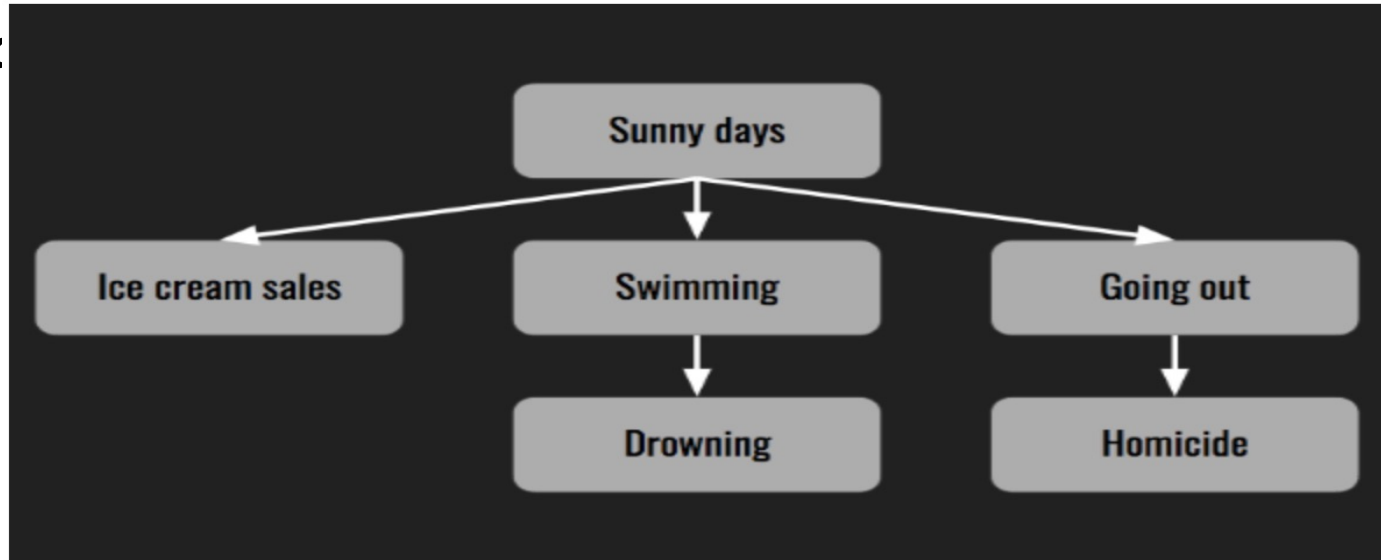 Sunny days
Ice cream sales
Swimming
Going out
Drowning
Homicide